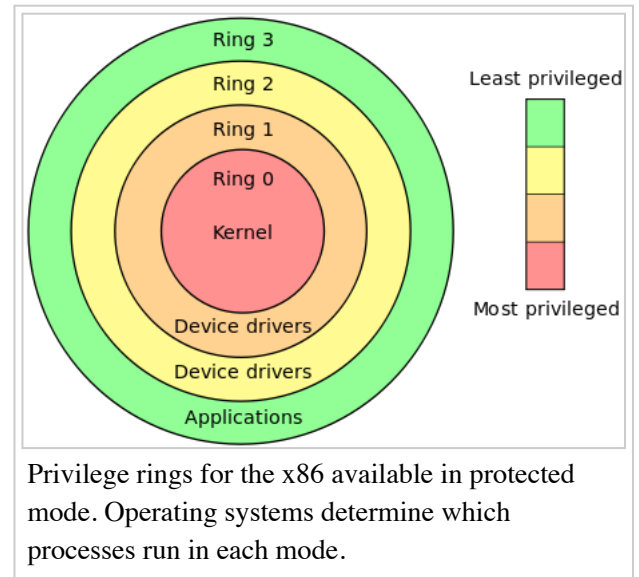 Ring 3
Ring 2
Ring 1
Ring 0
Kernel
Device drivers
Device drivers
Applications
Least privileged
Most privileged
Privilege rings for the x86 available in protected
mode. Operating systems determine which
processes run in each mode.